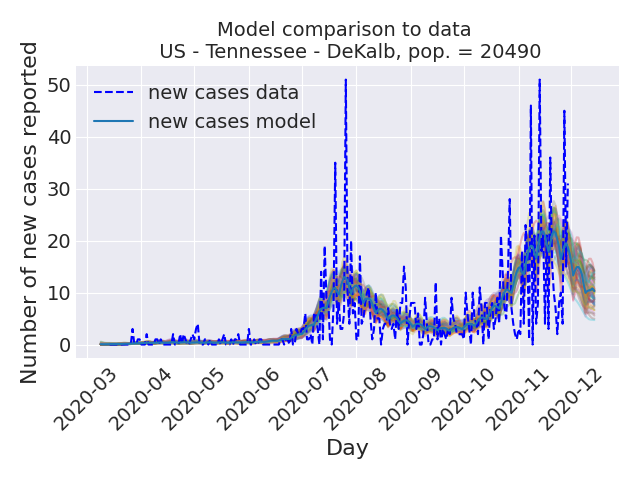 Model comparison to data
US - Tennessee - DeKalb, pop. = 20490
Number of new cases reported
50
40
30
20
10
0
new cases data
new cases model
2020-03
2020-04
2020-05
2020-06
2020-07
2020-08
2020-09
2020-10
2020-11
2020-12
Day